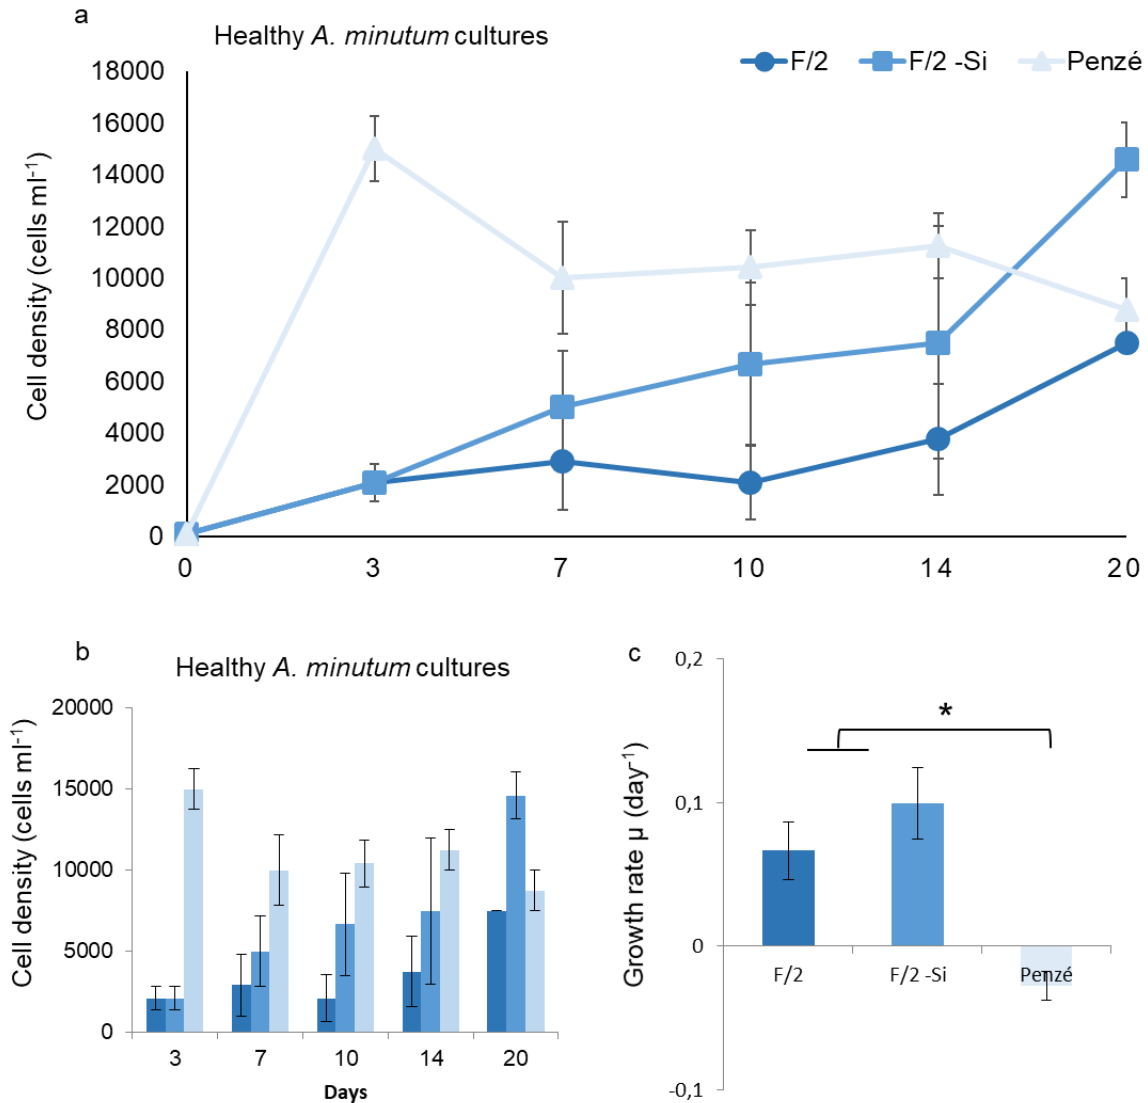 a
Healthy A. minutum cultures
F/2
F/2 -Si
Penzé
Cell density (cells ml⁻¹)
18000
16000
14000
12000
10000
8000
6000
4000
2000
0
0 3 7 10 14 20
b
Healthy A. minutum cultures
Cell density (cells ml⁻¹)
20000
15000
10000
5000
0
3 7 10 14 20
Days
c
Growth rate µ (day⁻¹)
0,2
0,1
0
-0,1
*
F/2 F/2 -Si Penzé